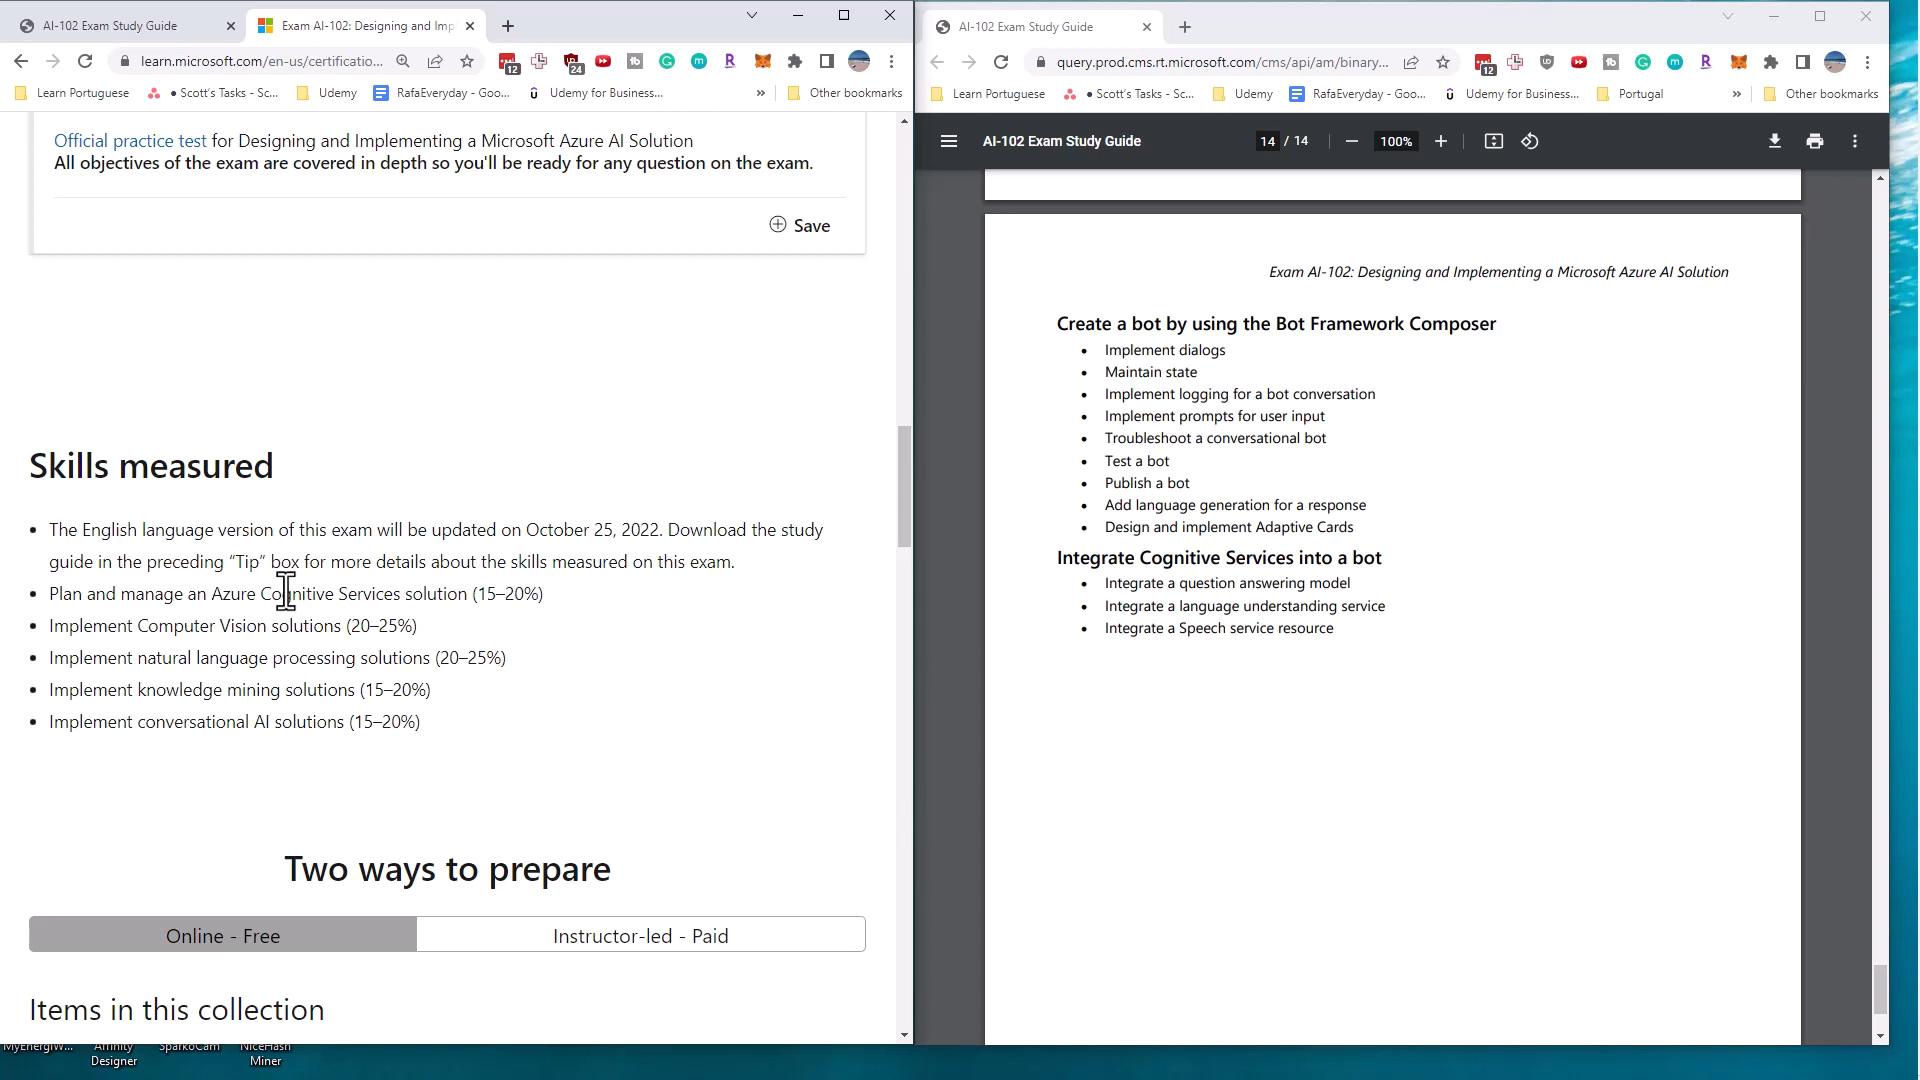 AI-102 Exam Study Guide
Exam AI-102: Designing and Imp
learn.microsoft.com/en-us/certificatio...
12
24
Learn Portuguese
• Scott's Tasks - Sc...
Udemy
RafaEveryday - Goo...
Udemy for Business...
»
Other bookmarks
Official practice test for Designing and Implementing a Microsoft Azure AI Solution
All objectives of the exam are covered in depth so you'll be ready for any question on the exam.
Save
Skills measured
• The English language version of this exam will be updated on October 25, 2022. Download the study
guide in the preceding “Tip” box for more details about the skills measured on this exam.
• Plan and manage an Azure Cognitive Services solution (15–20%)
• Implement Computer Vision solutions (20–25%)
• Implement natural language processing solutions (20–25%)
• Implement knowledge mining solutions (15–20%)
• Implement conversational AI solutions (15–20%)
Two ways to prepare
Online - Free
Instructor-led - Paid
Items in this collection
MyEnergiW...
Affinity
Designer
SparkoCam
NiceHash
Miner
AI-102 Exam Study Guide
query.prod.cms.rt.microsoft.com/cms/api/am/binary...
12
Learn Portuguese
• Scott's Tasks - Sc...
Udemy
RafaEveryday - Goo...
Udemy for Business...
Portugal
»
Other bookmarks
AI-102 Exam Study Guide
14 / 14
100%
Exam AI-102: Designing and Implementing a Microsoft Azure AI Solution
Create a bot by using the Bot Framework Composer
• Implement dialogs
• Maintain state
• Implement logging for a bot conversation
• Implement prompts for user input
• Troubleshoot a conversational bot
• Test a bot
• Publish a bot
• Add language generation for a response
• Design and implement Adaptive Cards
Integrate Cognitive Services into a bot
• Integrate a question answering model
• Integrate a language understanding service
• Integrate a Speech service resource